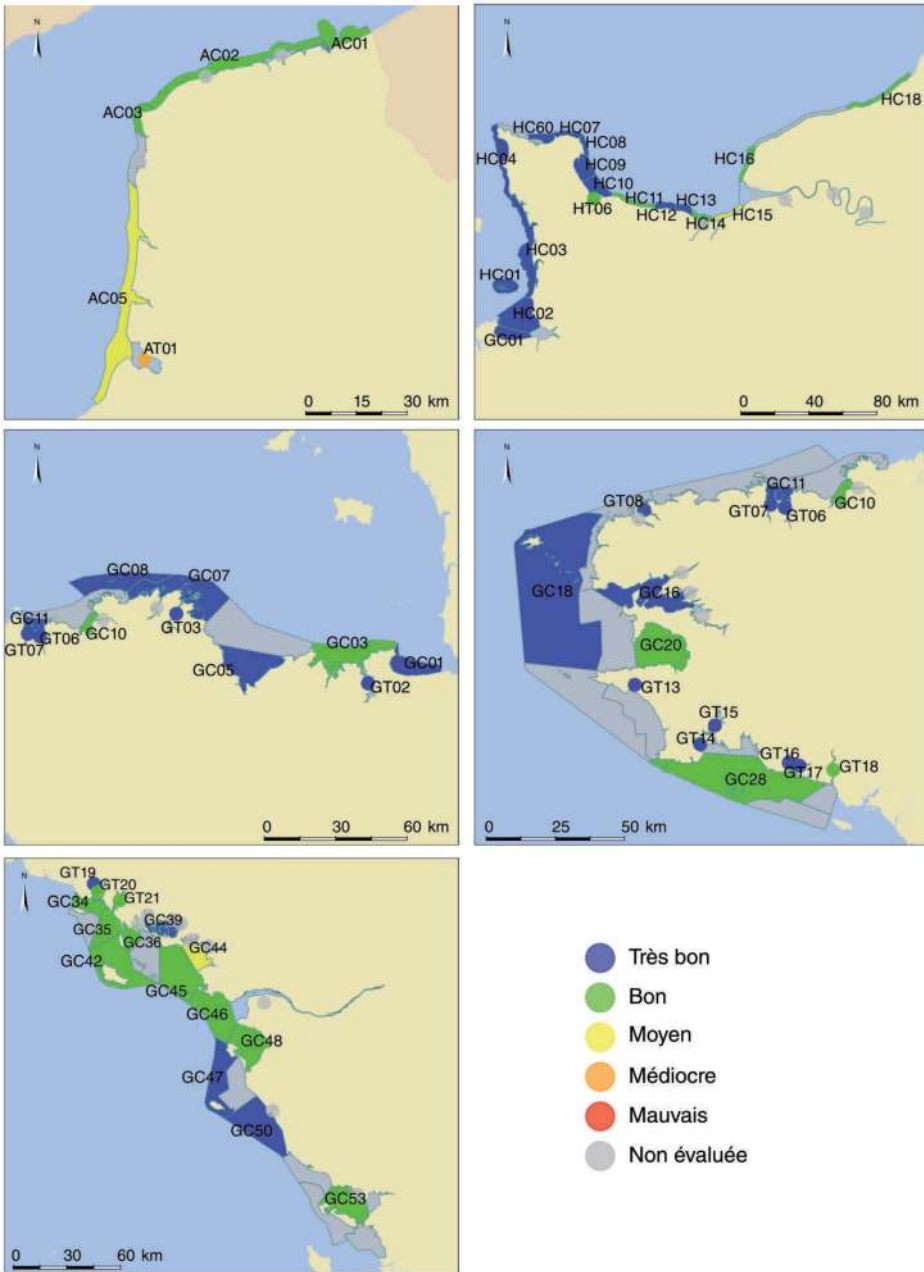 N
AC02
AC01
AC03
AC05
AT01
0 15 30 km
N
HC18
HC60
HC07
HC08
HC04
HC09
HC16
HC10
HC11
HC13
HT06
HC12
HC14
HC15
HC03
HC01
HC02
GC01
0 40 80 km
N
GC08
GC07
GC11
GT06
GC10
GT03
GT07
GC03
GC05
GC01
GT02
0 30 60 km
N
GC11
GT08
GC10
GT07
GT06
GC18
GC16
GC20
GT13
GT15
GT14
GT16
GT17
GT18
GC28
0 25 50 km
N
GT19
GT20
GC34
GT21
GC35
GC39
GC36
GC44
GC42
GC45
GC46
GC48
GC47
GC50
GC53
0 30 60 km
Très bon
Bon
Moyen
Médiocre
Mauvais
Non évaluée